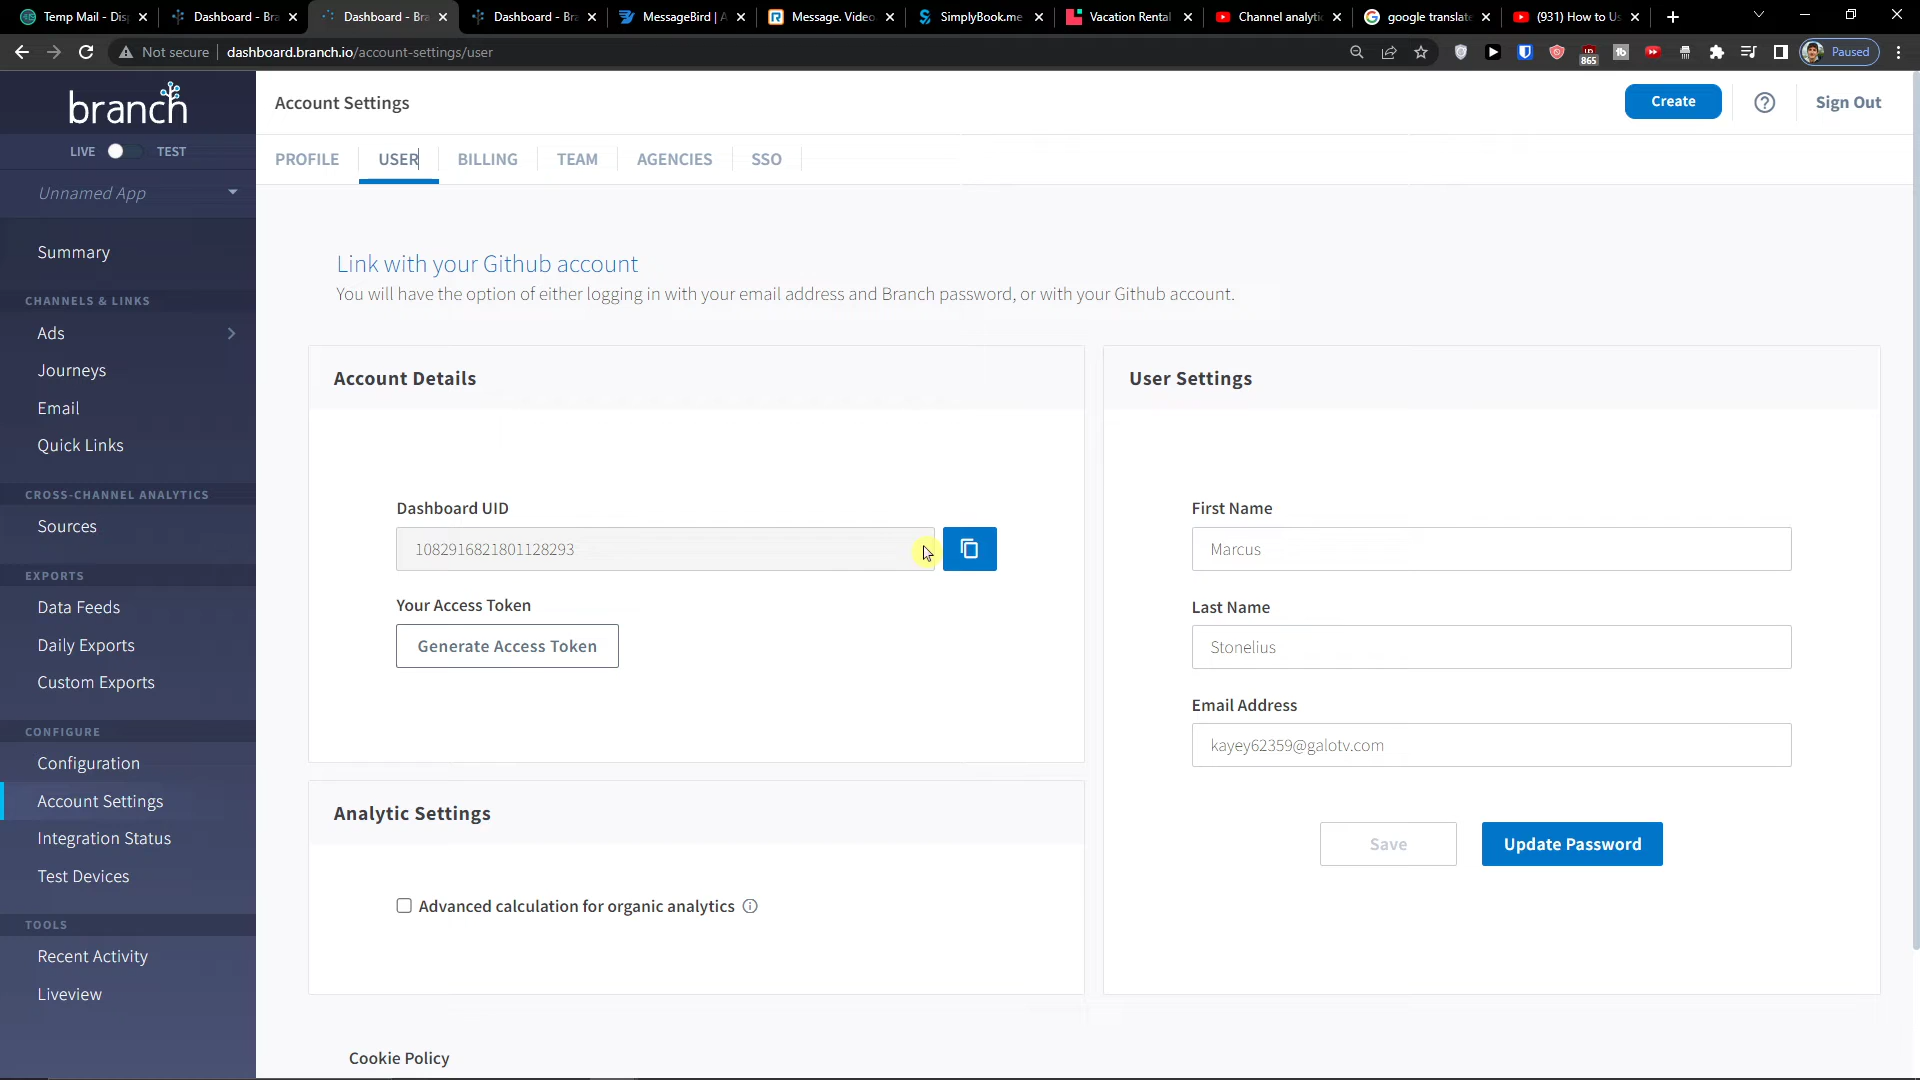 Temp Mail - Disp
Dashboard - Bra
Dashboard - Bra
Dashboard - Bra
MessageBird | A
Message. Video.
SimplyBook.me
Vacation Rental
Channel analytic
google translate
(931) How to Us
Not secure
dashboard.branch.io/account-settings/user
865
Paused
branch
LIVE
TEST
Unnamed App
Summary
CHANNELS & LINKS
Ads
Journeys
Email
Quick Links
CROSS-CHANNEL ANALYTICS
Sources
EXPORTS
Data Feeds
Daily Exports
Custom Exports
CONFIGURE
Configuration
Account Settings
Integration Status
Test Devices
TOOLS
Recent Activity
Liveview
Account Settings
Create
Sign Out
PROFILE
USER
BILLING
TEAM
AGENCIES
SSO
Link with your Github account
You will have the option of either logging in with your email address and Branch password, or with your Github account.
Account Details
Dashboard UID
1082916821801128293
Your Access Token
Generate Access Token
Analytic Settings
Advanced calculation for organic analytics
User Settings
First Name
Marcus
Last Name
Stonelius
Email Address
kayey62359@galotv.com
Save
Update Password
Cookie Policy